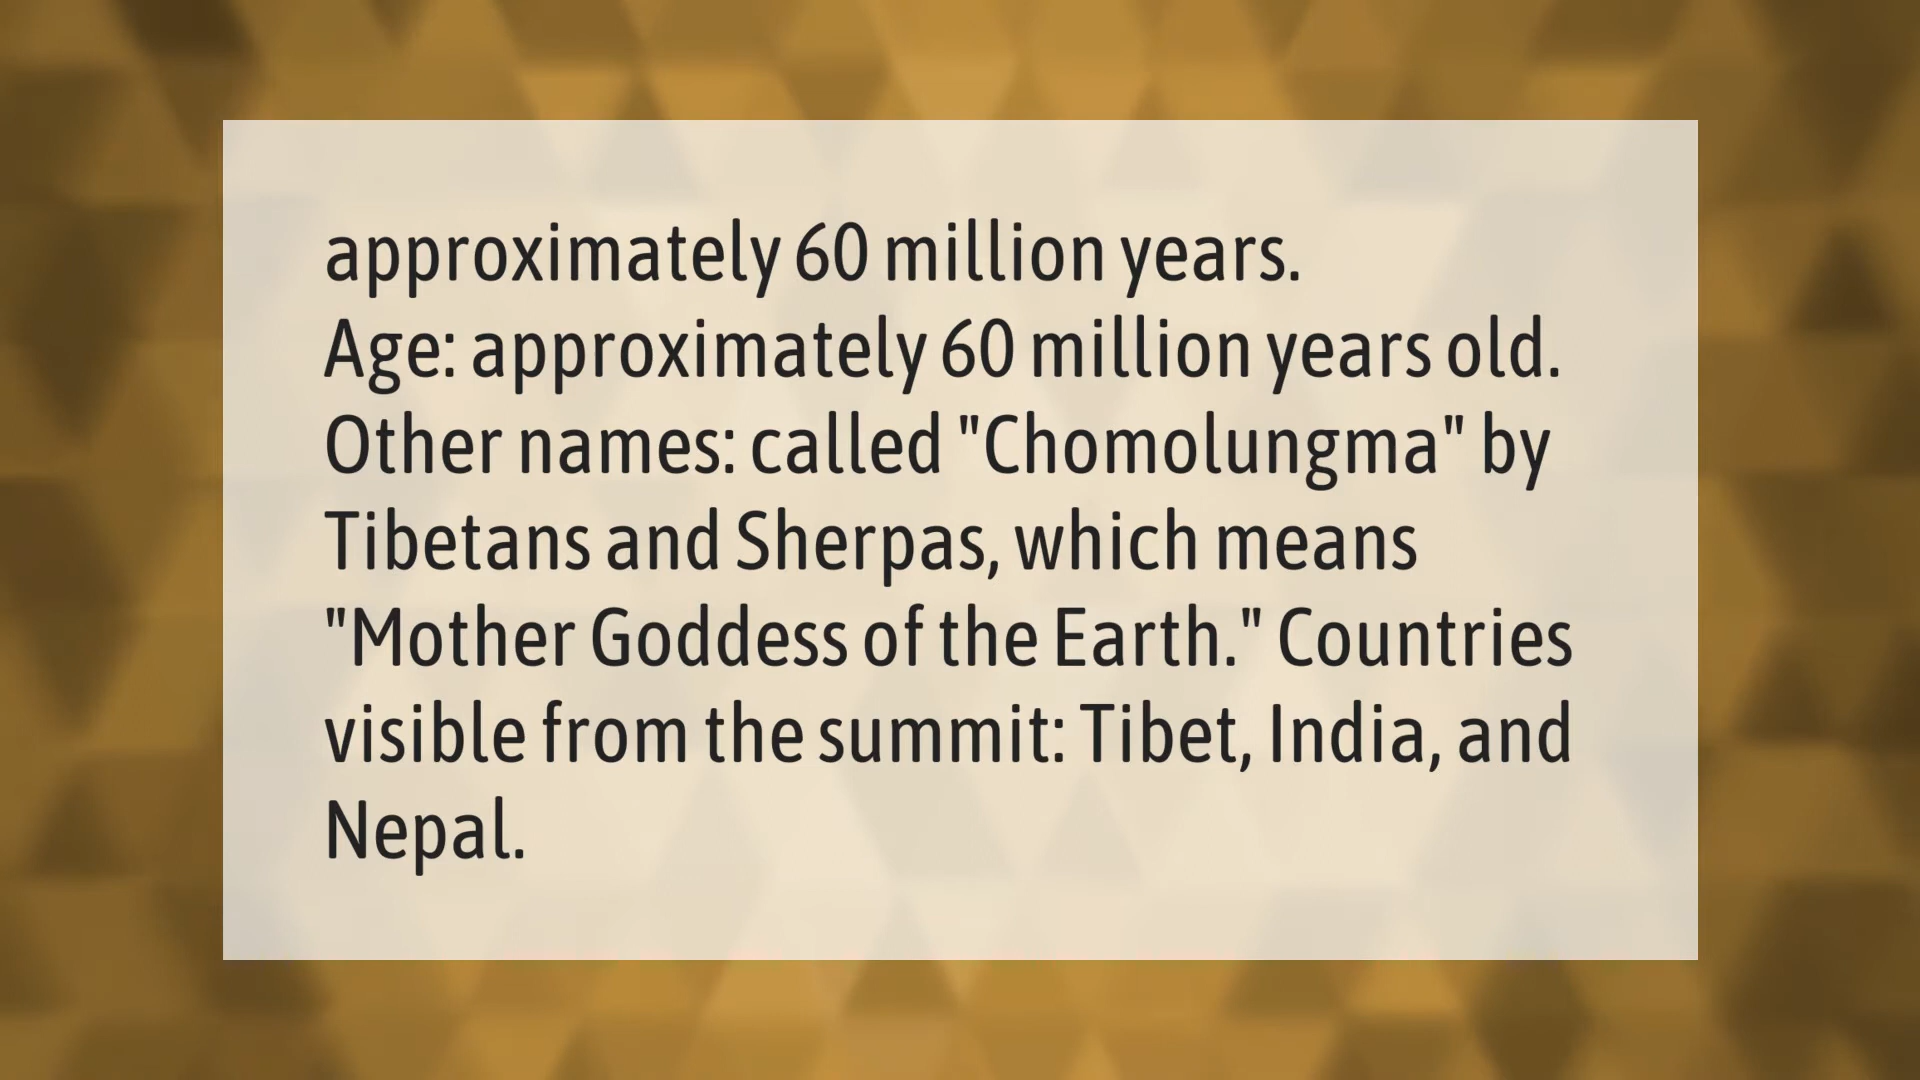 approximately 60 million years.
Age: approximately 60 million years old.
Other names: called "Chomolungma" by
Tibetans and Sherpas, which means
"Mother Goddess of the Earth." Countries
visible from the summit: Tibet, India, and
Nepal.